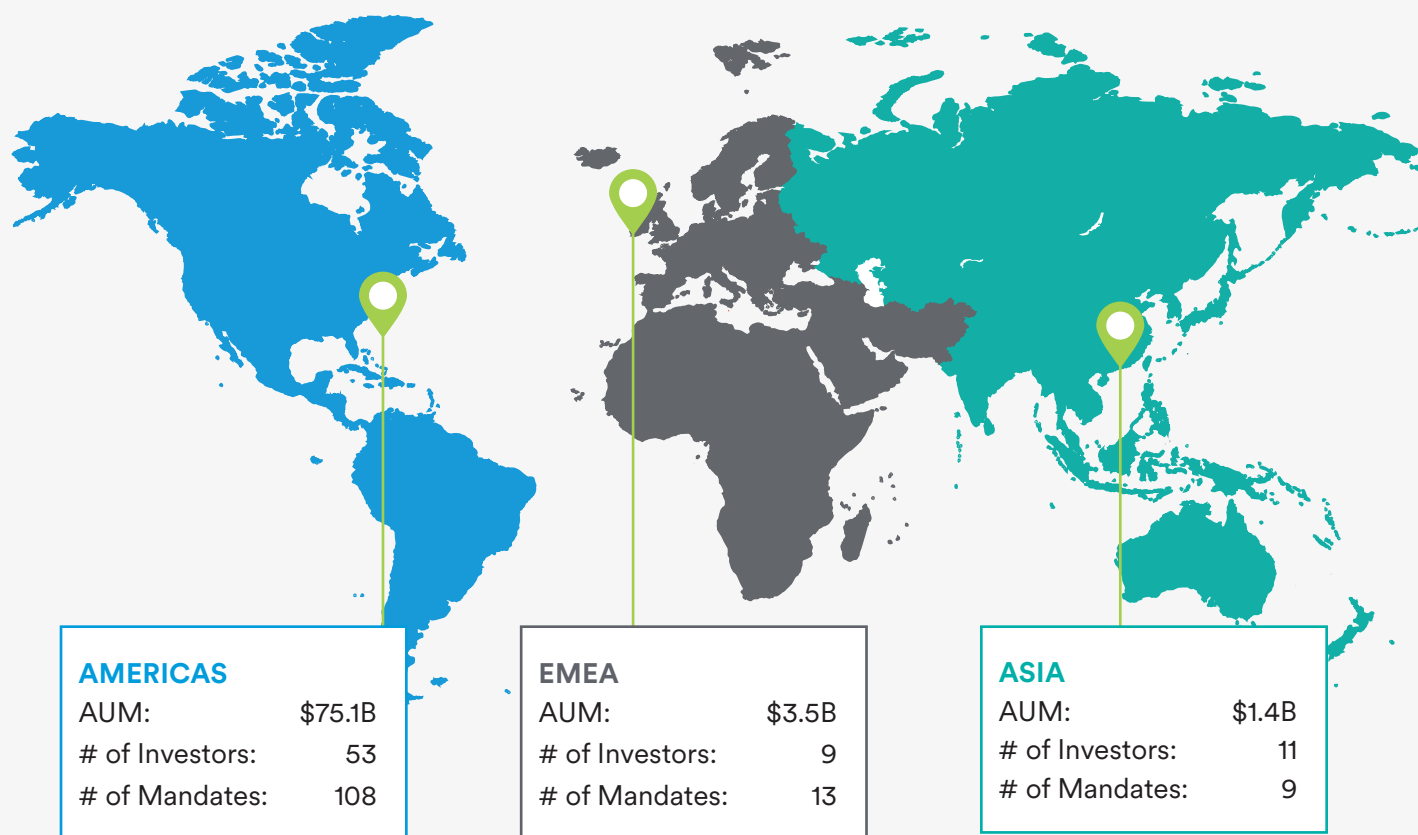 AMERICAS
AUM: $75.1B
# of Investors: 53
# of Mandates: 108
EMEA
AUM: $3.5B
# of Investors: 9
# of Mandates: 13
ASIA
AUM: $1.4B
# of Investors: 11
# of Mandates: 9